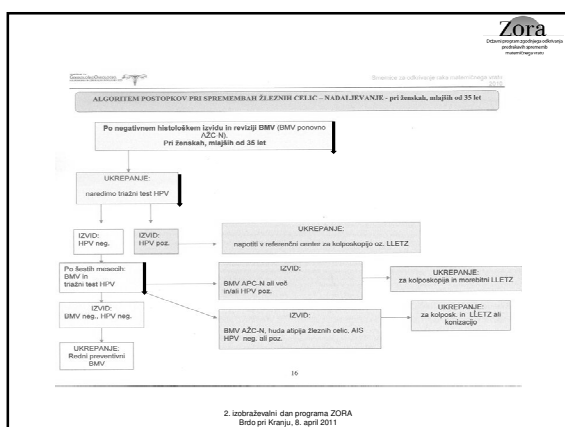 Zora
Državni program zgodnjega odkrivanja
predrakavih sprememb
materničnega vratu
Smernice za odkrivanje raka materničnega vratu
2010
ALGORITEM POSTOPKOV PRI SPREMEMBAH ŽLEZNIH CELIC – NADALJEVANJE - pri ženskah, mlajših od 35 let
Po negativnem histološkem izvidu in reviziji BMV (BMV ponovno
AŽC-N).
Pri ženskah, mlajših od 35 let
UKREPANJE:
naredimo triažni test HPV
IZVID:
HPV neg.
IZVID:
HPV poz.
UKREPANJE:
napotiti v referenčni center za kolposkopijo oz. LLETZ
Po šestih mesecih:
BMV in
triažni test HPV
IZVID:
BMV APC-N ali več
in/ali HPV poz.
UKREPANJE:
za kolposkopija in morebitni LLETZ
IZVID:
BMV neg., HPV neg.
IZVID:
BMV AŽC-N, huda atipija žleznih celic, AIS
HPV neg. ali poz.
UKREPANJE:
za kolposk. in LLETZ ali
konizacijo
UKREPANJE:
Redni preventivni
BMV
16
2. izobraževalni dan programa ZORA
Brdo pri Kranju, 8. april 2011